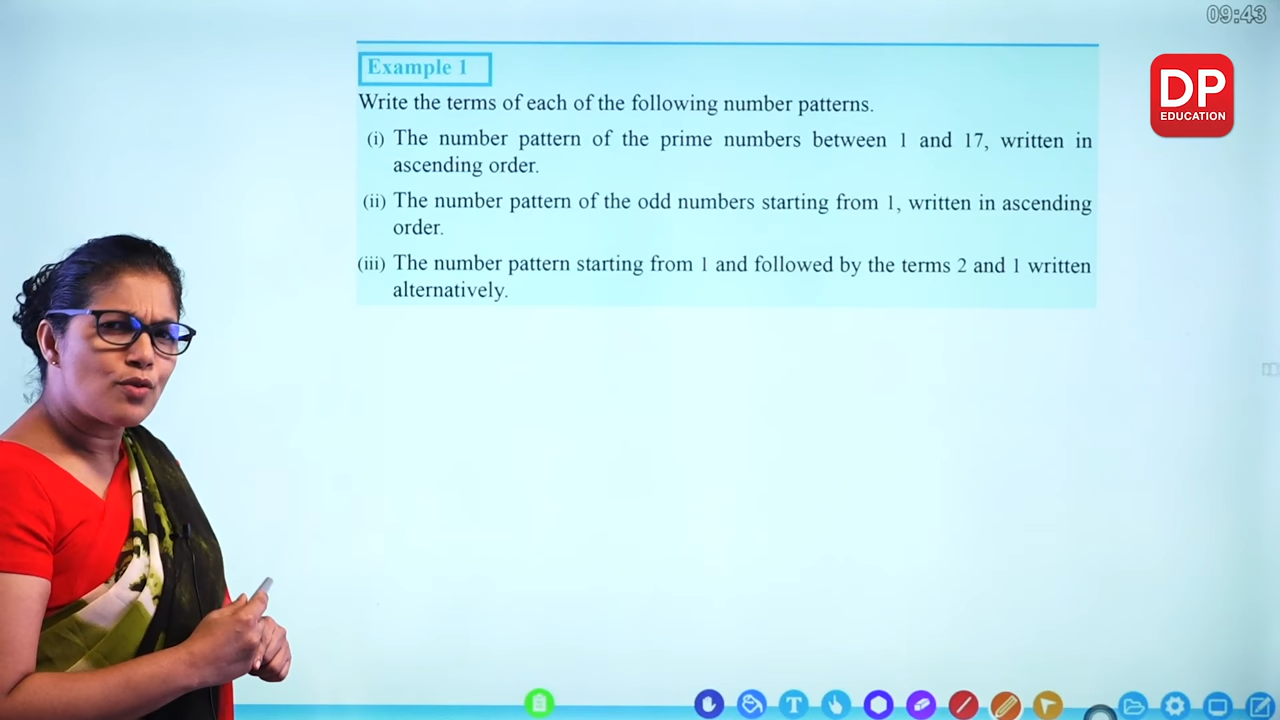 09:43
DP
EDUCATION
Example 1
Write the terms of each of the following number patterns.
(i) The number pattern of the prime numbers between 1 and 17, written in
ascending order.
(ii) The number pattern of the odd numbers starting from 1, written in ascending
order.
(iii) The number pattern starting from 1 and followed by the terms 2 and 1 written
alternatively.
T